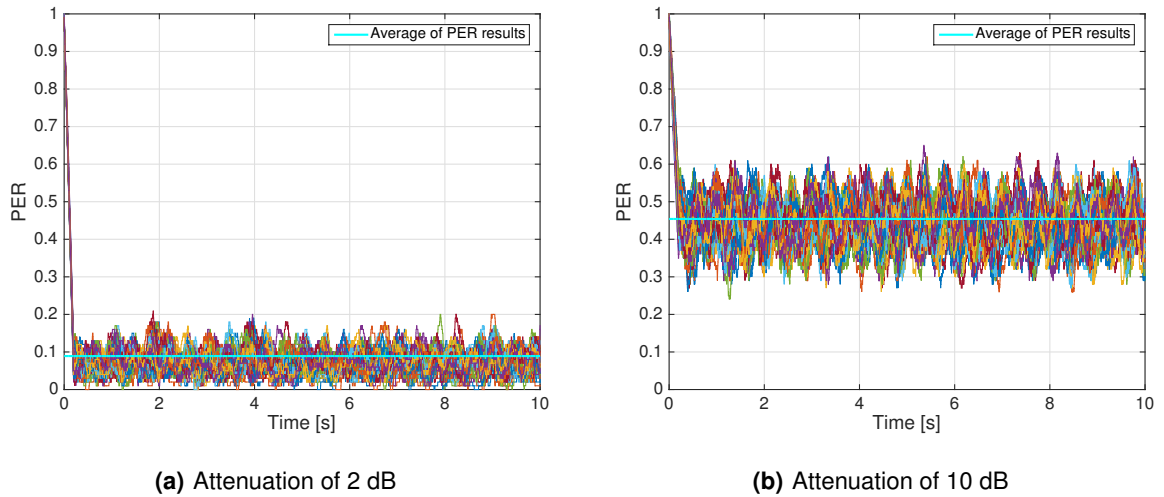 Average of PER results
1
0.9
0.8
0.7
0.6
0.5
0.4
0.3
0.2
0.1
0
PER
0 2 4 6 8 10
Time [s]
(a) Attenuation of 2 dB
Average of PER results
1
0.9
0.8
0.7
0.6
0.5
0.4
0.3
0.2
0.1
0
PER
0 2 4 6 8 10
Time [s]
(b) Attenuation of 10 dB